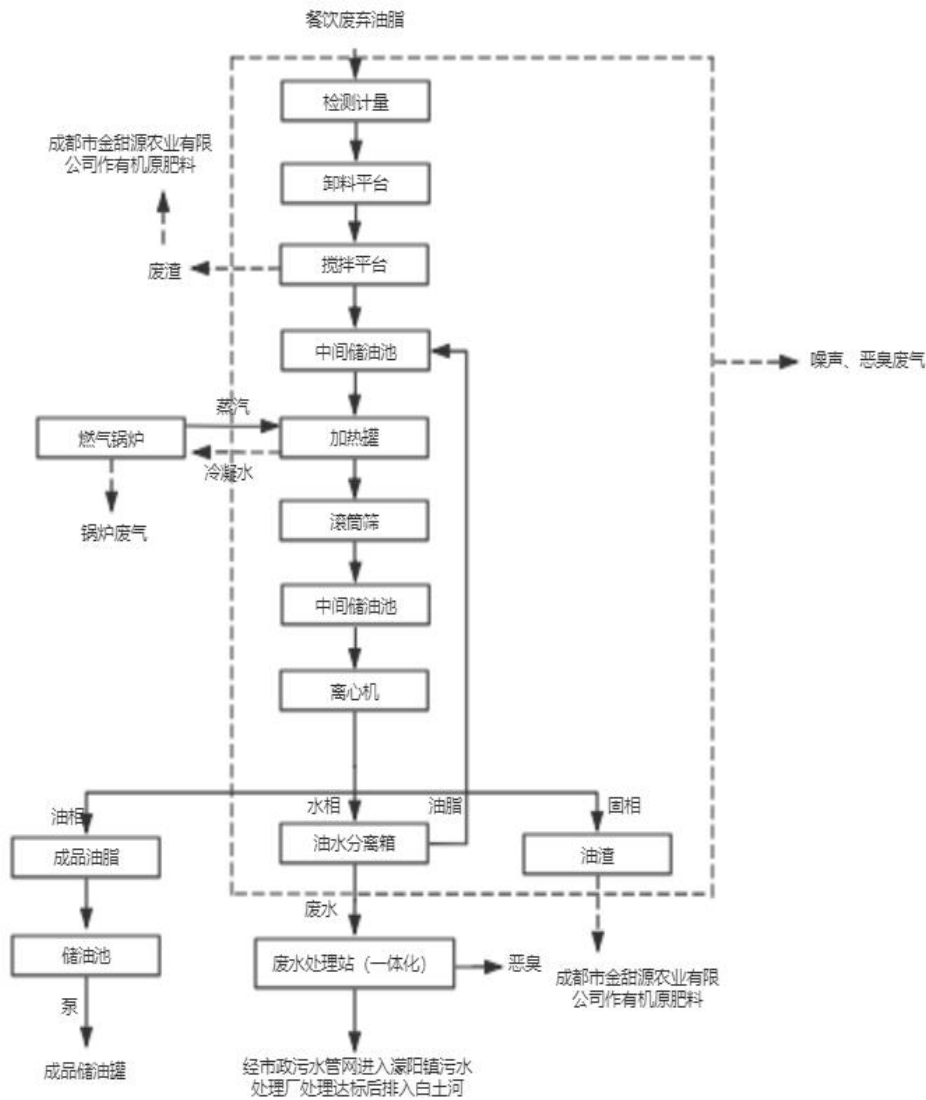 餐饮废弃油脂
检测计量
成都市金甜源农业有限
公司作有机原肥料
卸料平台
搅拌平台
废渣
中间储油池
噪声、恶臭废气
蒸汽
燃气锅炉
加热罐
冷凝水
滚筒筛
锅炉废气
中间储油池
离心机
油相
水相
油脂
固相
成品油脂
油水分离箱
油渣
废水
储油池
废水处理站（一体化）
恶臭
成都市金甜源农业有限
公司作有机原肥料
泵
成品储油罐
经市政污水管网进入濛阳镇污水
处理厂处理达标后排入白土河